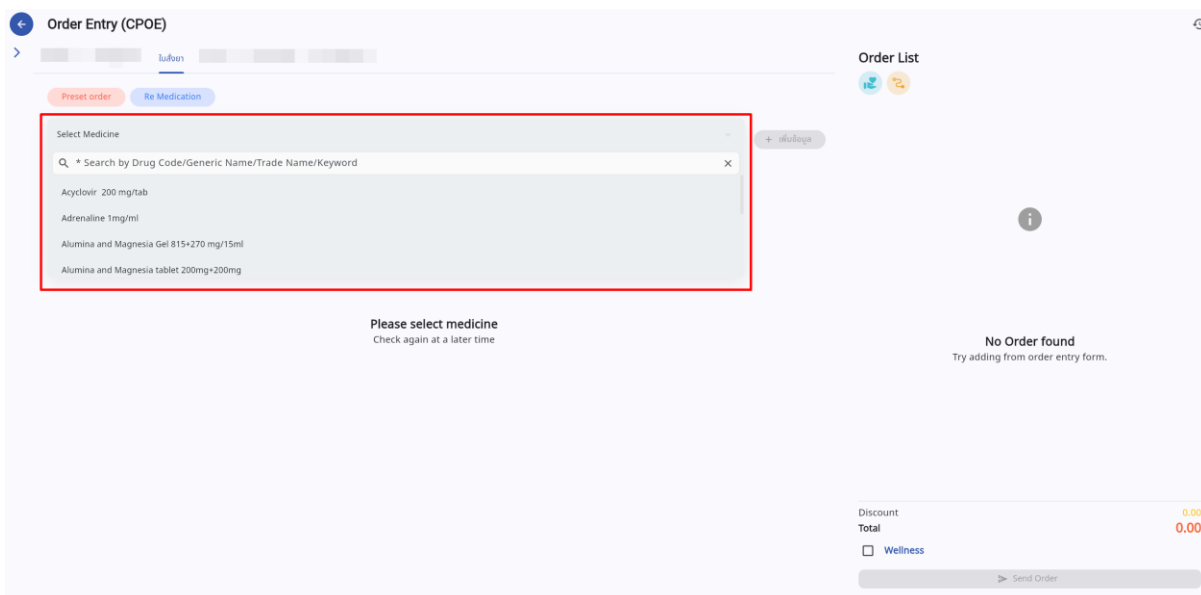 Order Entry (CPOE)
ใบสั่งยา
Preset order
Re Medication
Select Medicine
* Search by Drug Code/Generic Name/Trade Name/Keyword
Acyclovir  200 mg/tab
Adrenaline 1mg/ml
Alumina and Magnesia Gel 815+270 mg/15ml
Alumina and Magnesia tablet 200mg+200mg
+ เพิ่มข้อมูล
Please select medicine
Check again at a later time
Order List
No Order found
Try adding from order entry form.
Discount 0.00
Total 0.00
Wellness
Send Order